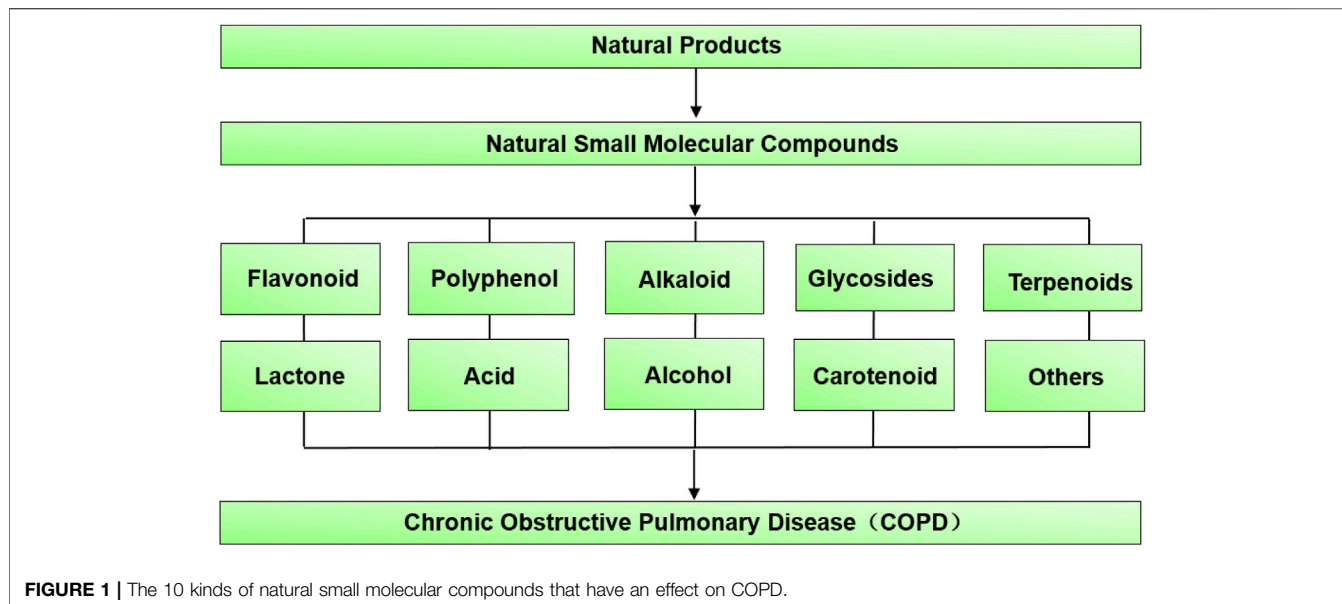 Natural Products
Natural Small Molecular Compounds
Flavonoid
Polyphenol
Alkaloid
Glycosides
Terpenoids
Lactone
Acid
Alcohol
Carotenoid
Others
Chronic Obstructive Pulmonary Disease（COPD）
FIGURE 1 | The 10 kinds of natural small molecular compounds that have an effect on COPD.